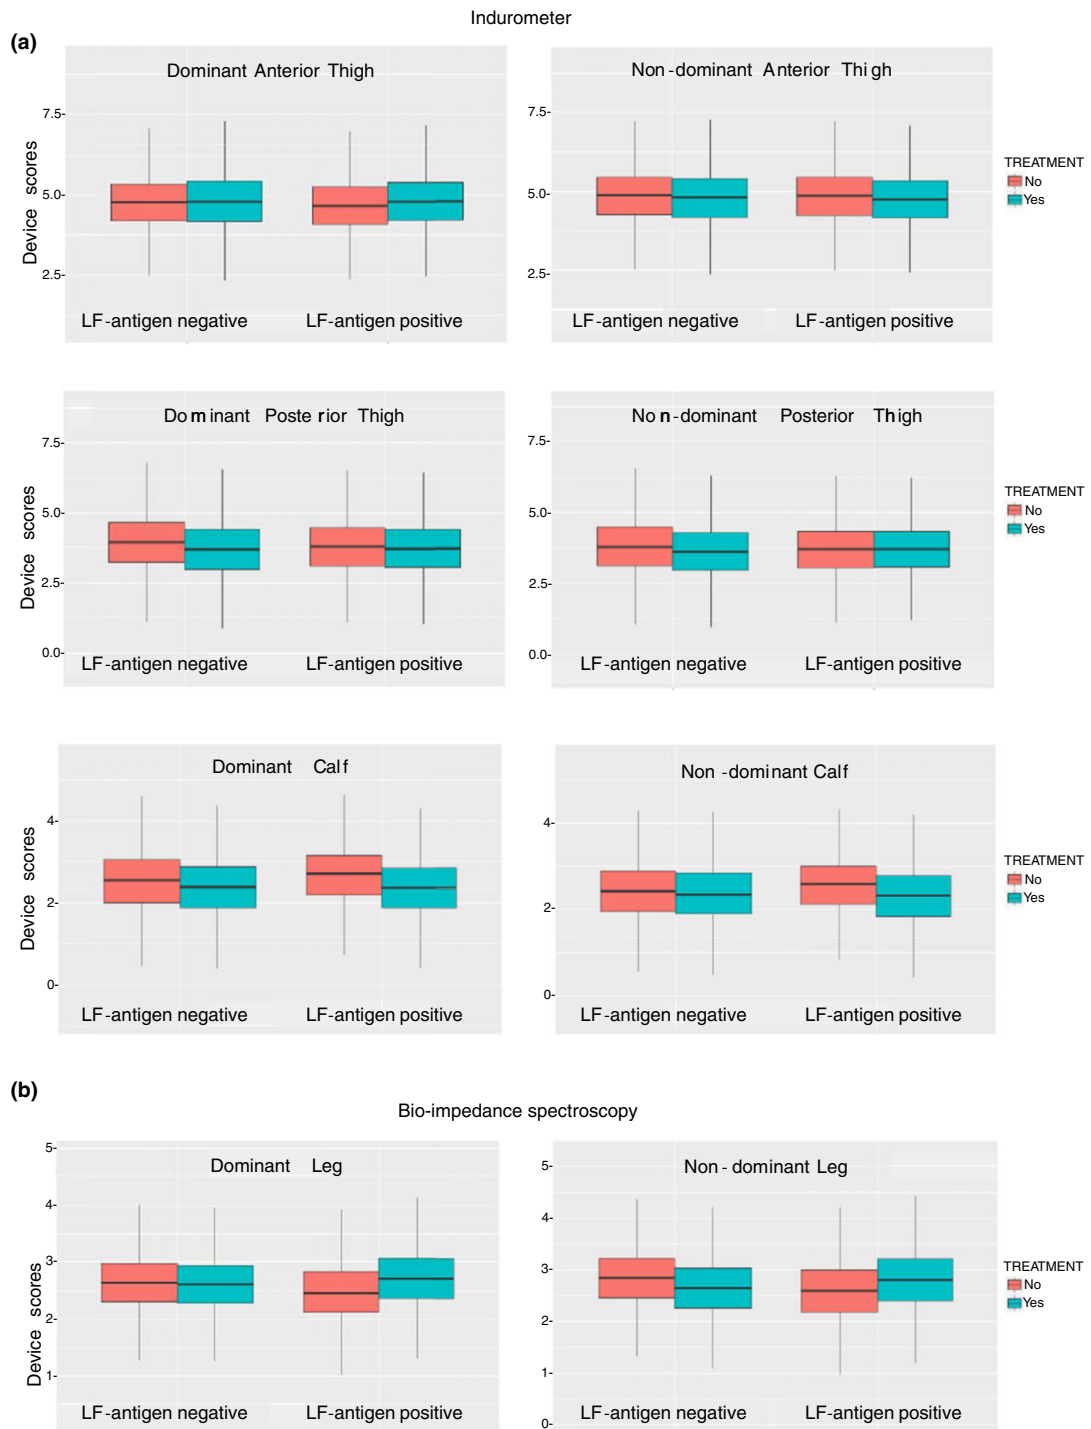 Indurometer
(a)
Dominant Anterior Thigh
Device scores
7.5-
5.0-
2.5-
LF-antigen negative LF-antigen positive
Non-dominant Anterior Thigh
7.5-
5.0-
2.5-
LF-antigen negative LF-antigen positive
TREATMENT
No
Yes
Dominant Posterior Thigh
Device scores
7.5-
5.0-
2.5-
0.0-
LF-antigen negative LF-antigen positive
Non-dominant Posterior Thigh
7.5-
5.0-
2.5-
0.0-
LF-antigen negative LF-antigen positive
TREATMENT
No
Yes
Dominant Calf
Device scores
4-
2-
0-
LF-antigen negative LF-antigen positive
Non-dominant Calf
4-
2-
0-
LF-antigen negative LF-antigen positive
TREATMENT
No
Yes
(b)
Bio-impedance spectroscopy
Dominant Leg
Device scores
5-
4-
3-
2-
1-
LF-antigen negative LF-antigen positive
Non-dominant Leg
5-
4-
3-
2-
1-
0-
LF-antigen negative LF-antigen positive
TREATMENT
No
Yes